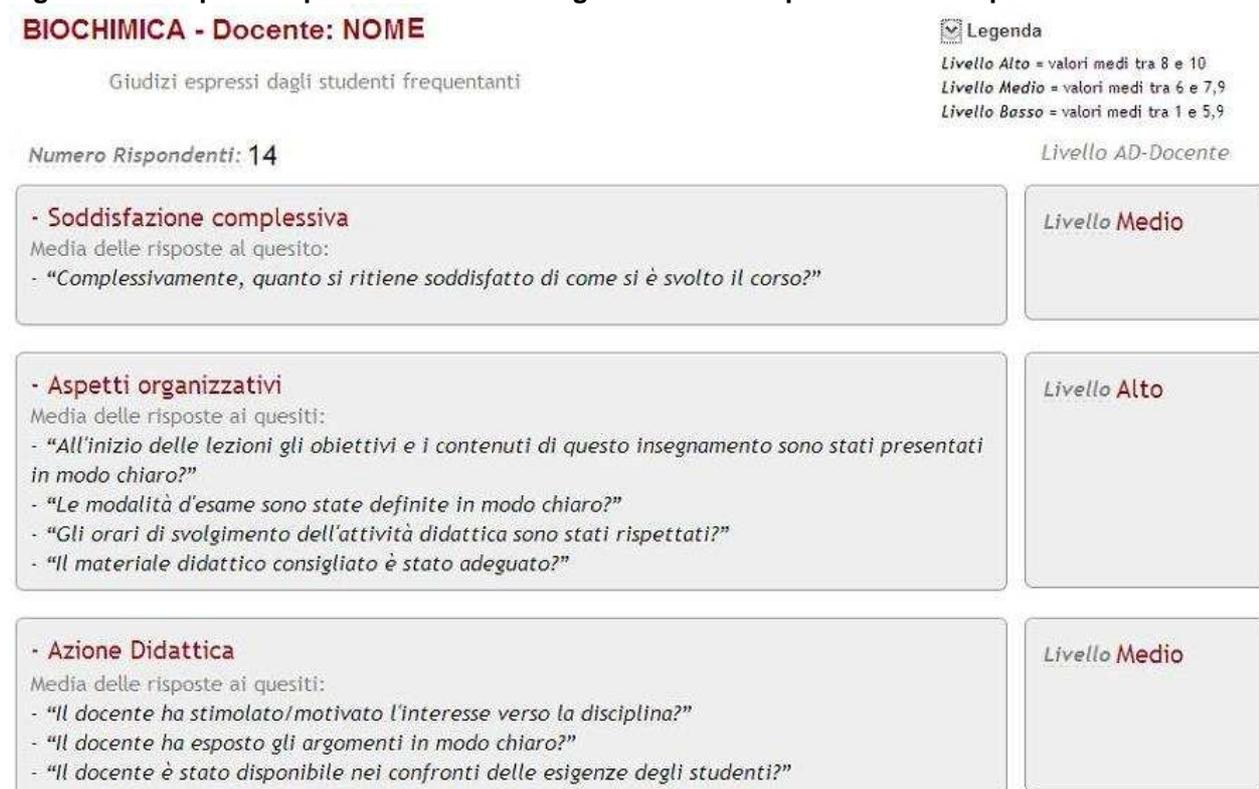 BIOCHIMICA - Docente: NOME
Legenda
Giudizi espressi dagli studenti frequentanti
Livello Alto = valori medi tra 8 e 10
Livello Medio = valori medi tra 6 e 7,9
Livello Basso = valori medi tra 1 e 5,9
Numero Rispondenti: 14
Livello AD-Docente
- Soddisfazione complessiva
Livello Medio
Media delle risposte al quesito:
- “Complessivamente, quanto si ritiene soddisfatto di come si è svolto il corso?”
- Aspetti organizzativi
Livello Alto
Media delle risposte ai quesiti:
- “All'inizio delle lezioni gli obiettivi e i contenuti di questo insegnamento sono stati presentati
in modo chiaro?”
- “Le modalità d'esame sono state definite in modo chiaro?”
- “Gli orari di svolgimento dell'attività didattica sono stati rispettati?”
- “Il materiale didattico consigliato è stato adeguato?”
- Azione Didattica
Livello Medio
Media delle risposte ai quesiti:
- “Il docente ha stimolato/motivato l'interesse verso la disciplina?”
- “Il docente ha esposto gli argomenti in modo chiaro?”
- “Il docente è stato disponibile nei confronti delle esigenze degli studenti?”